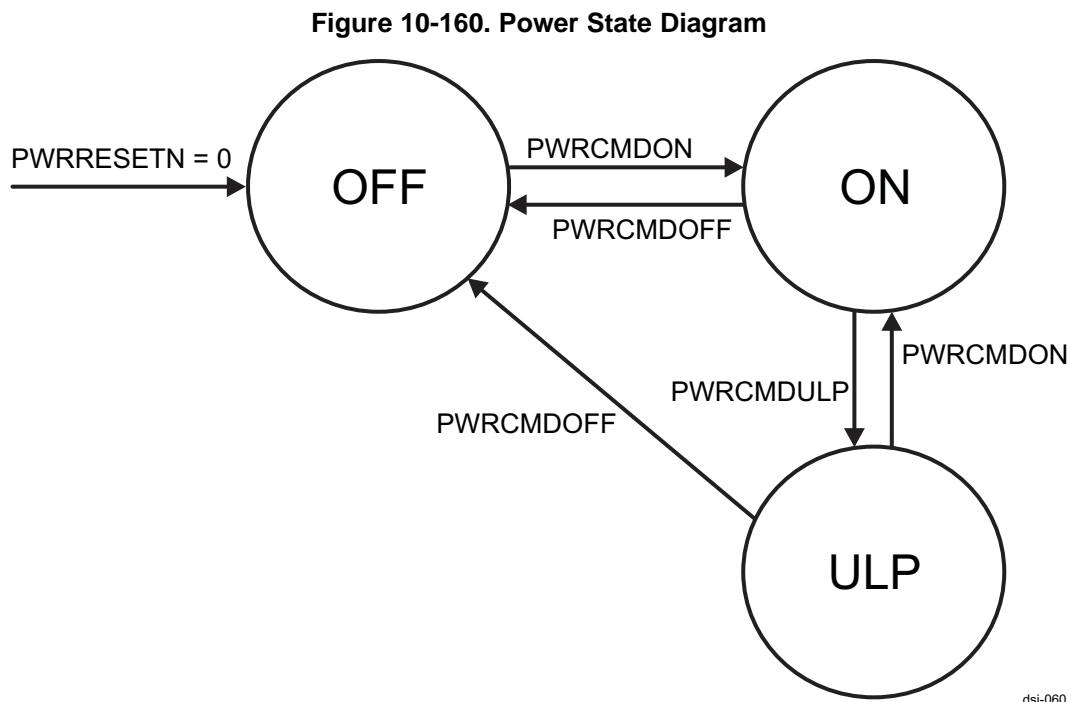 Figure 10-160. Power State Diagram
PWRRESETN = 0
OFF
PWRCMDON
PWRCMDOFF
ON
PWRCMDULP
PWRCMDON
PWRCMDOFF
ULP
dsi-060